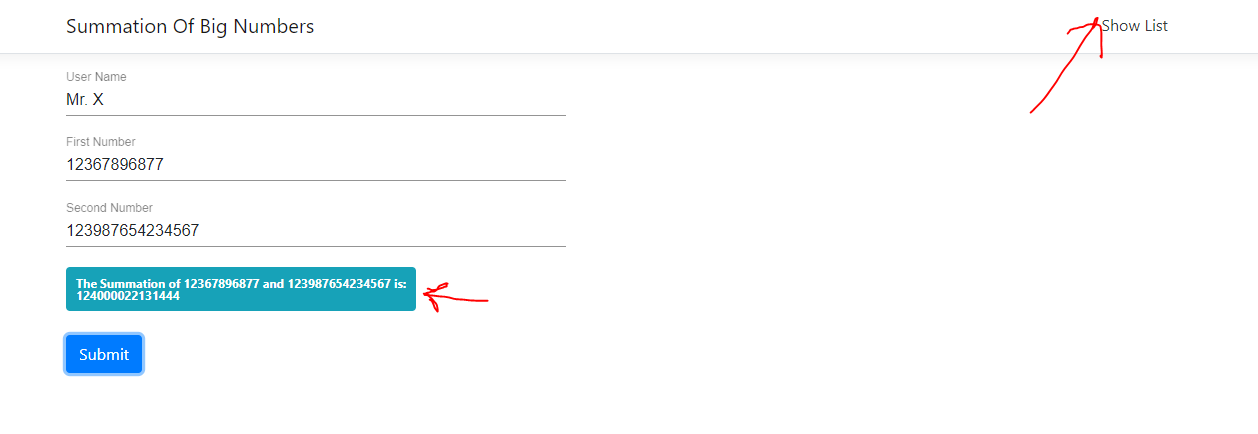 Summation Of Big Numbers
Show List
User Name
Mr. X
First Number
12367896877
Second Number
123987654234567
The Summation of 12367896877 and 123987654234567 is:
124000022131444
Submit